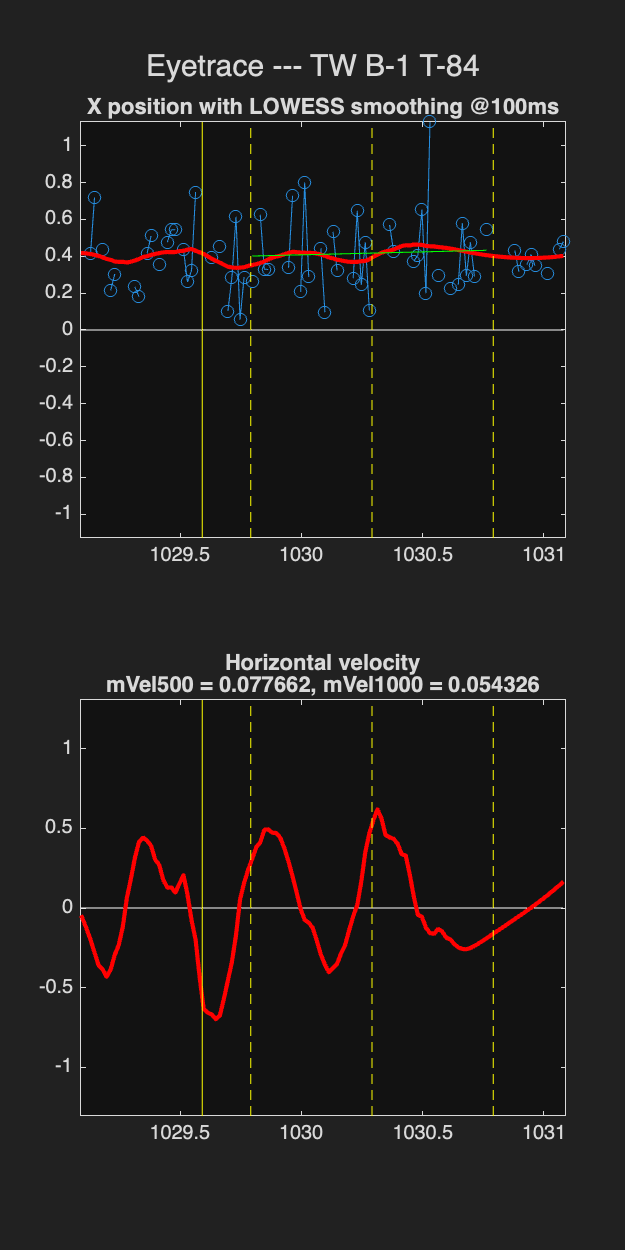 Eyetrace --- TW B-1 T-84
X position with LOWESS smoothing @100ms
1
0.8
0.6
0.4
0.2
0
-0.2
-0.4
-0.6
-0.8
-1
1029.5 1030 1030.5 1031
Horizontal velocity
mVel500 = 0.077662, mVel1000 = 0.054326
1
0.5
0
-0.5
-1
1029.5 1030 1030.5 1031